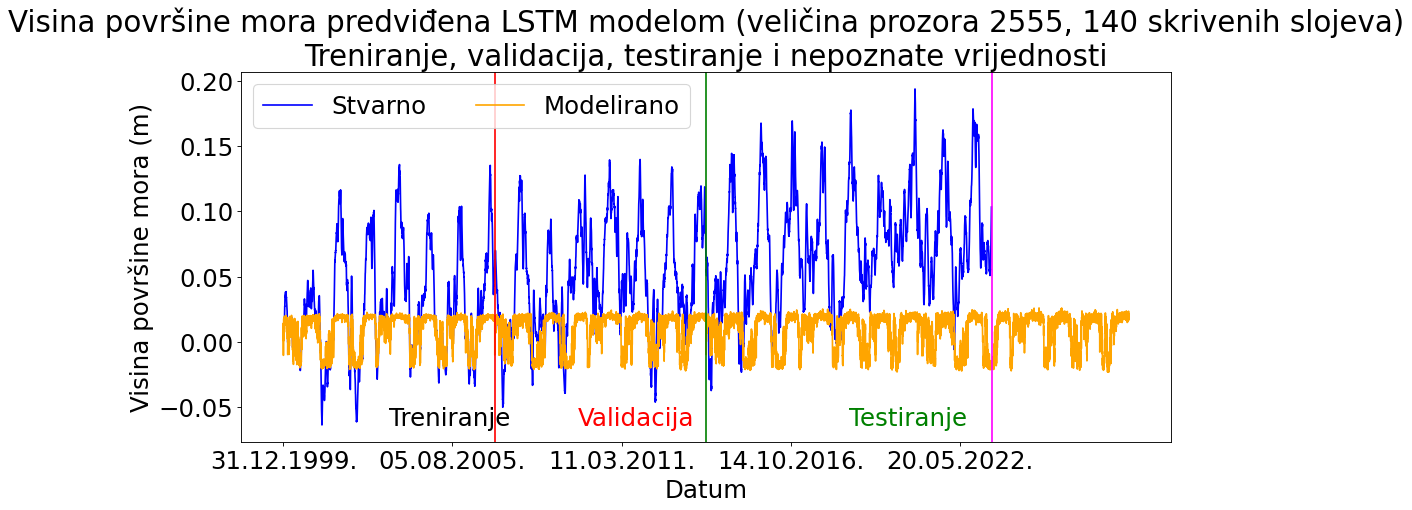 Visina površine mora predviđena LSTM modelom (veličina prozora 2555, 140 skrivenih slojeva)
Treniranje, validacija, testiranje i nepoznate vrijednosti
Stvarno
Modelirano
Visina površine mora (m)
0.20
0.15
0.10
0.05
0.00
−0.05
Treniranje
Validacija
Testiranje
31.12.1999.
05.08.2005.
11.03.2011.
14.10.2016.
20.05.2022.
Datum